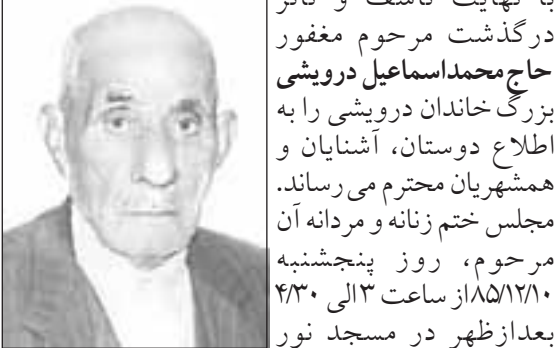 با نهایت تأسف و تأثر
درگذشت مرحوم مغفور
حاج محمداسماعیل درویشی
بزرگ خاندان درویشی را به
اطلاع دوستان، آشنایان و
همشهریان محترم می‌رساند.
مجلس ختم زنانه و مردانه آن
مرحوم، روز پنجشنبه
۸۵/۱۲/۱۰از ساعت ۳ الی ۴/۳۰
بعدازظهر در مسجد نور